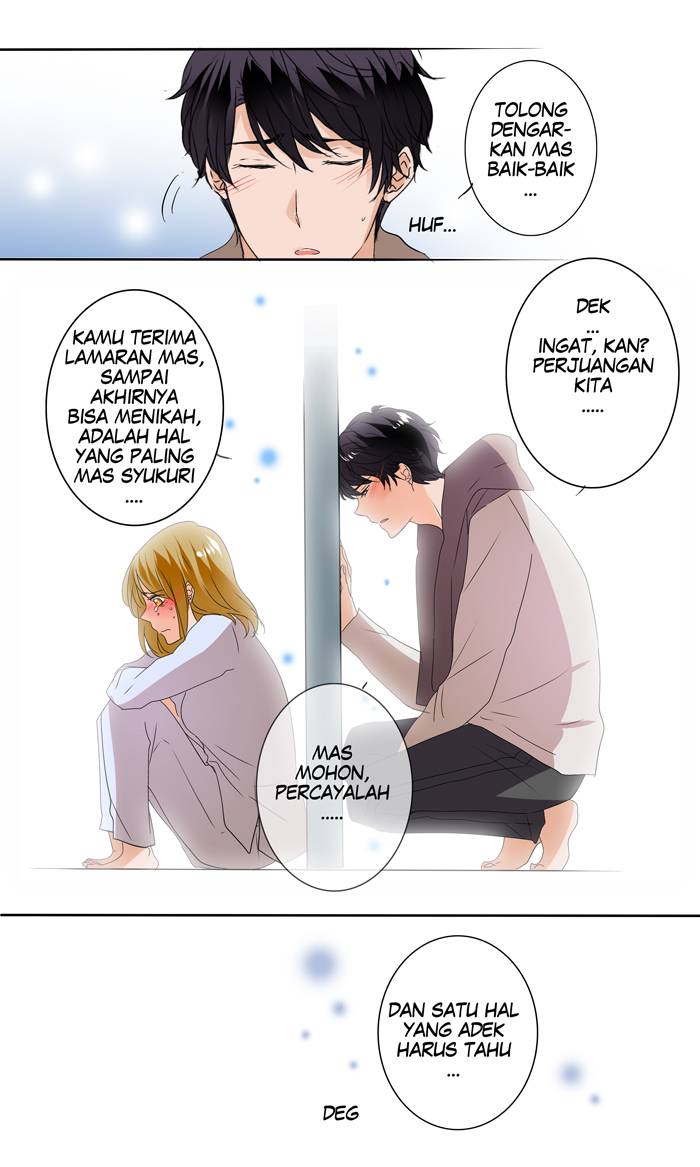 TOLONG
DENGAR-
KAN MAS
BAIK-BAIK
...
HUF...
DEK
...
INGAT, KAN?
PERJUANGAN
KITA
.....
KAMU TERIMA
LAMARAN MAS,
SAMPAI
AKHIRNYA
BISA MENIKAH,
ADALAH HAL
YANG PALING
MAS SYUKURI
....
MAS
MOHON,
PERCAYALAH
.....
DAN SATU HAL
YANG ADEK
HARUS TAHU
...
DEG